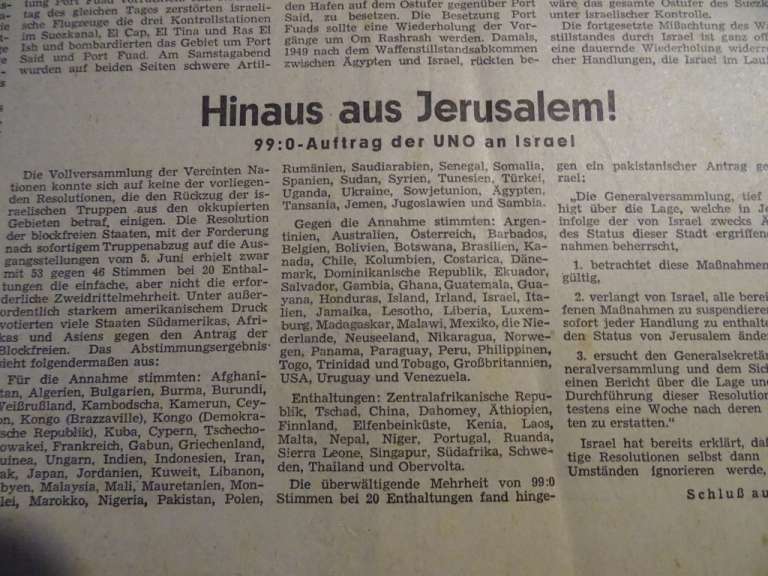 tag des gleichen Tages zerstörten israeli-
sche Flugzeuge die drei Kontrollstationen
im Suezkanal, El Cap, El Tina und Ras El
Ish und bombardierten das Gebiet um Port
Said und Port Fuad. Am Samstagabend
wurden auf beiden Seiten schwere Artil-
den Hafen auf dem Ostufer gegenüber Port
Said, zu besetzen. Die Besetzung Port
Fuads sollte eine Wiederholung der Vor-
gänge um Om Rashrash werden. Damals,
1949 nach dem Waffenstillstandsabkommen
zwischen Ägypten und Israel, rückten be-
wäre das gesamte Ostufer des Suezk
unter israelischer Kontrolle.
Die fortgesetzte Mißachtung des Wa
stillstandes durch Israel ist ganz off
eine dauernde Wiederholung widerre
cher Handlungen, die Israel im Lauf
Hinaus aus Jerusalem!
99:0-Auftrag der UNO an Israel
Die Vollversammlung der Vereinten Na-
tionen konnte sich auf keine der vorliegen-
den Resolutionen, die den Rückzug der is-
raelischen Truppen aus den okkupierten
Gebieten betraf, einigen. Die Resolution
der blockfreien Staaten, mit der Forderung
nach sofortigem Truppenabzug auf die Aus-
gangsstellungen vom 5. Juni erhielt zwar
mit 53 gegen 46 Stimmen bei 20 Enthal-
tungen die einfache, aber nicht die erfor-
derliche Zweidrittelmehrheit. Unter außer-
ordentlich starkem amerikanischem Druck
votierten viele Staaten Südamerikas, Afri-
kas und Asiens gegen den Antrag der
Blockfreien. Das Abstimmungsergebnis
sieht folgendermaßen aus:
Für die Annahme stimmten: Afghani-
stan, Algerien, Bulgarien, Burma, Burundi,
Weißrußland, Kambodscha, Kamerun, Cey-
lon, Kongo (Brazzaville), Kongo (Demokra-
ische Republik), Kuba, Cypern, Tschecho-
lowakei, Frankreich, Gabun, Griechenland,
uinea, Ungarn, Indien, Indonesien, Iran,
ak, Japan, Jordanien, Kuweit, Libanon,
byen, Malaysia, Mali, Mauretanien, Mon-
lei, Marokko, Nigeria, Pakistan, Polen,
Rumänien, Saudiarabien, Senegal, Somalia,
Spanien, Sudan, Syrien, Tunesien, Türkei,
Uganda, Ukraine, Sowjetunion, Ägypten,
Tansania, Jemen, Jugoslawien und Sambia.
Gegen die Annahme stimmten: Argen-
tinien, Australien, Österreich, Barbados,
Belgien, Bolivien, Botswana, Brasilien, Ka-
nada, Chile, Kolumbien, Costarica, Däne-
mark, Dominikanische Republik, Ekuador,
Salvador, Gambia, Ghana, Guatemala, Gua-
yana, Honduras, Island, Irland, Israel, Ita-
lien, Jamaika, Lesotho, Liberia, Luxem-
burg, Madagaskar, Malawi, Mexiko, die Nie-
derlande, Neuseeland, Nikaragua, Norwe-
gen, Panama, Paraguay, Peru, Philippinen,
Togo, Trinidad und Tobago, Großbritannien,
USA, Uruguay und Venezuela.
Enthaltungen: Zentralafrikanische Repu-
blik, Tschad, China, Dahomey, Äthiopien,
Finnland, Elfenbeinküste, Kenia, Laos,
Malta, Nepal, Niger, Portugal, Ruanda,
Sierra Leone, Singapur, Südafrika, Schwe-
den, Thailand und Obervolta.
Die überwältigende Mehrheit von 99:0
Stimmen bei 20 Enthaltungen fand hinge-
gen ein pakistanischer Antrag ge
rael:
„Die Generalversammlung, tief
higt über die Lage, welche in Je
infolge der von Israel zwecks Ä
des Status dieser Stadt ergriffen
nahmen beherrscht,
1. betrachtet diese Maßnahmen
gültig,
2. verlangt von Israel, alle berei
fenen Maßnahmen zu suspendieren
sofort jeder Handlung zu enthalte
den Status von Jerusalem änder
3. ersucht den Generalsekretä
neralversammlung und dem Sich
einen Bericht über die Lage und
Durchführung dieser Resolution
testens eine Woche nach deren
ten zu erstatten.“
Israel hat bereits erklärt, daß
tige Resolutionen selbst dann
Umständen ignorieren werde,
Schluß au